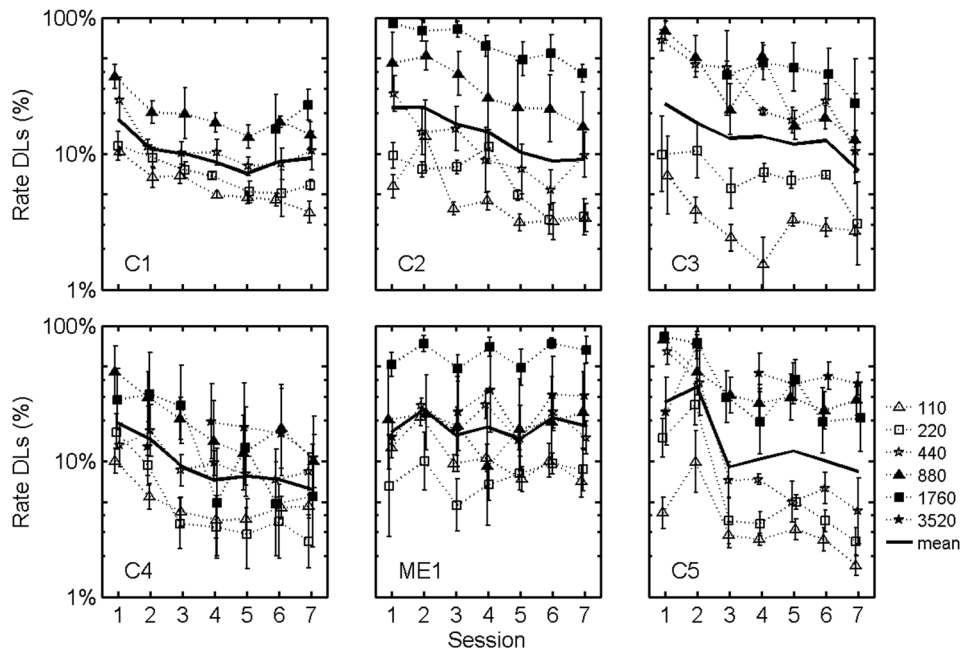 100%
10%
1%
Rate DLs (%)
C1
C2
C3
100%
10%
1%
Rate DLs (%)
C4
ME1
C5
1 2 3 4 5 6 7
1 2 3 4 5 6 7
1 2 3 4 5 6 7
Session
110
220
440
880
1760
3520
mean